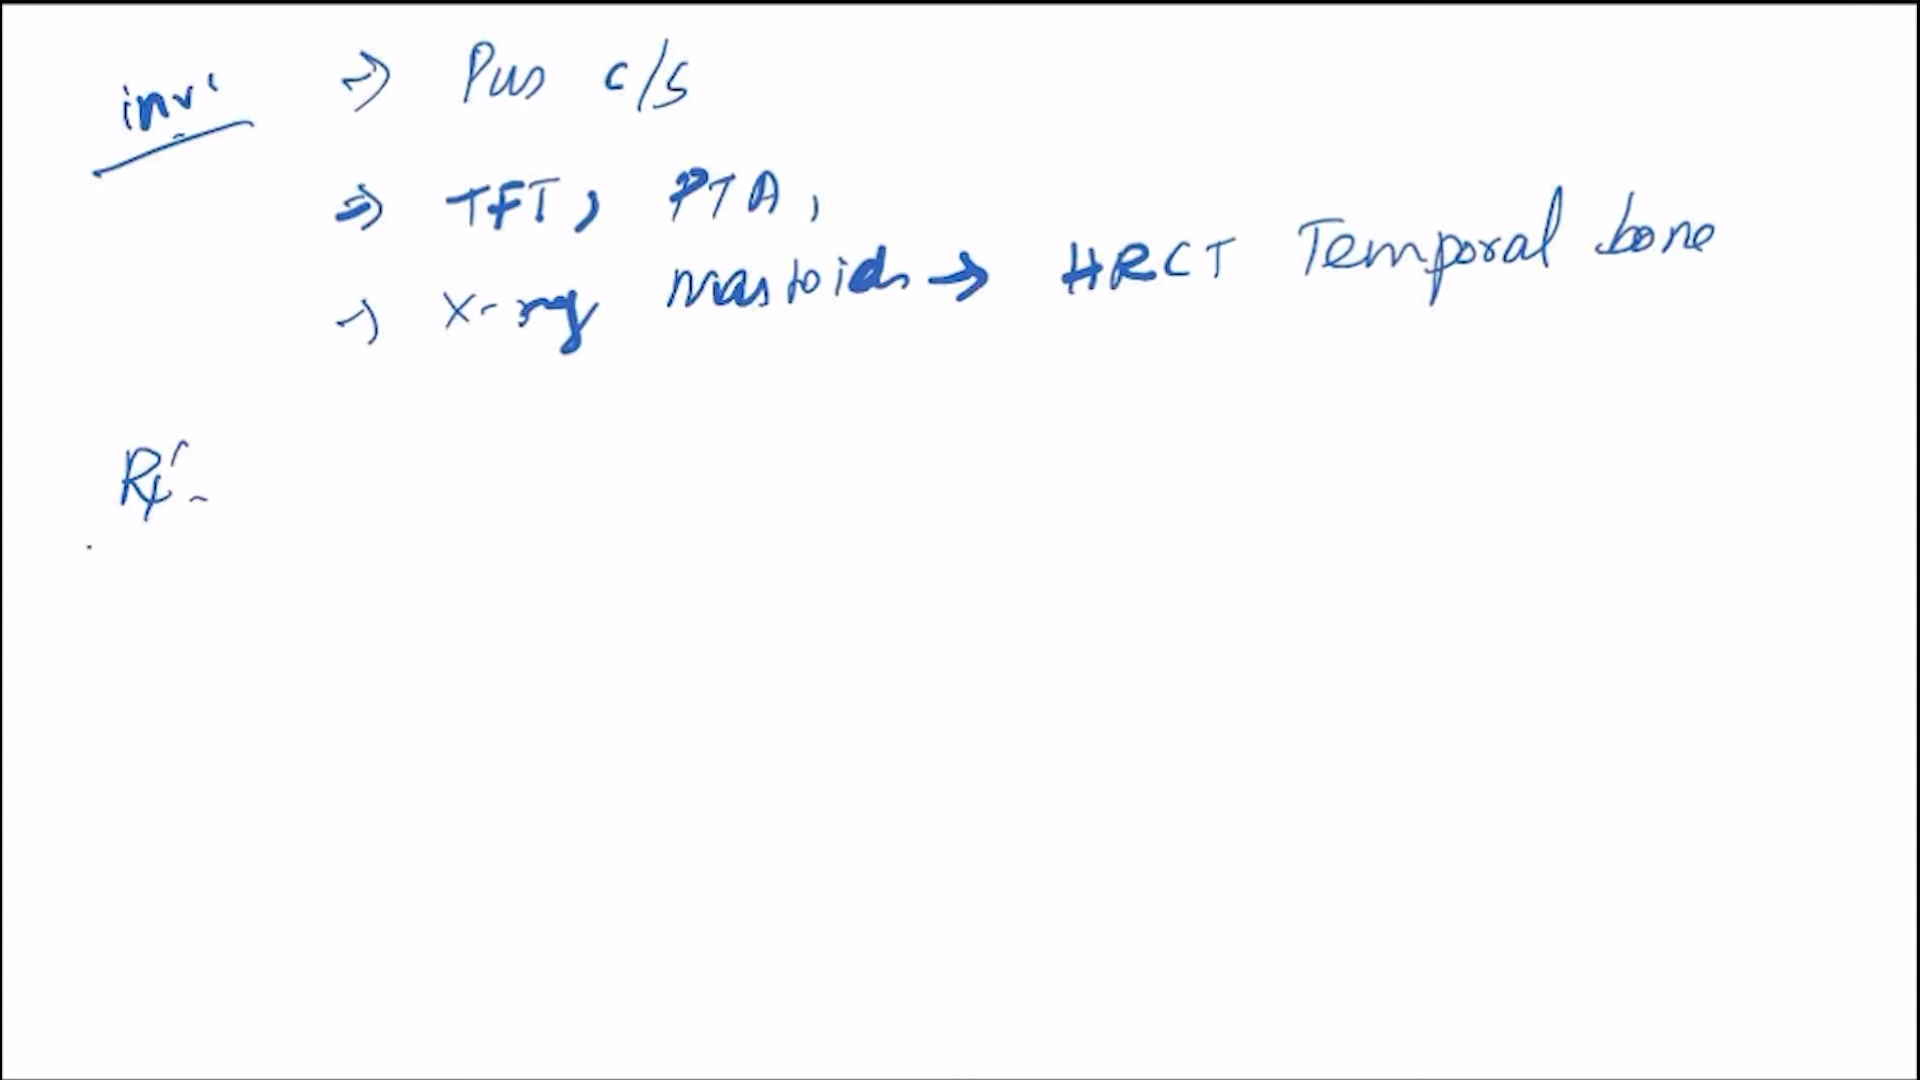 inv: ⇒ Pus c/s
⇒ TFT, PTA,
→ X-ray mastoids → HRCT Temporal bone
Rx:-